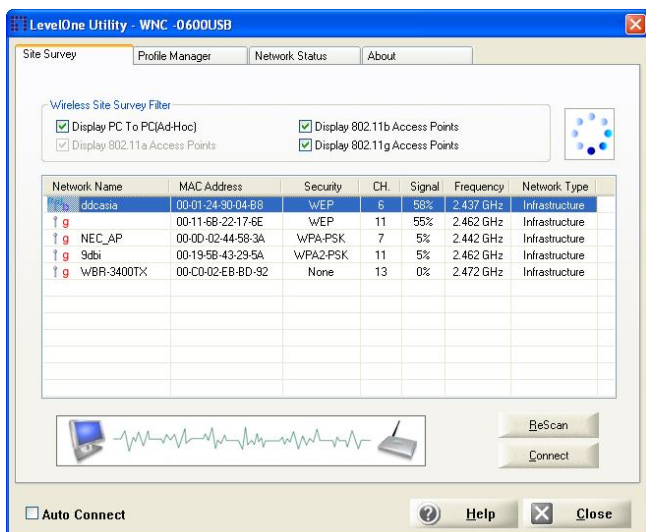 LevelOne Utility - WNC -0600USB
Site Survey Profile Manager Network Status About
Wireless Site Survey Filter
Display PC To PC(Ad-Hoc) Display 802.11b Access Points
Display 802.11a Access Points Display 802.11g Access Points
Network Name MAC Address Security CH. Signal Frequency Network Type
b ddcasia 00-01-24-90-04-B8 WEP 6 58% 2.437 GHz Infrastructure
g 00-11-6B-22-17-6E WEP 11 55% 2.462 GHz Infrastructure
g NEC_AP 00-0D-02-44-58-3A WPA-PSK 7 5% 2.442 GHz Infrastructure
g 9dbi 00-19-5B-43-29-5A WPA2-PSK 11 5% 2.462 GHz Infrastructure
g WBR-3400TX 00-C0-02-EB-BD-92 None 13 0% 2.472 GHz Infrastructure
ReScan
Connect
Auto Connect ? Help X Close